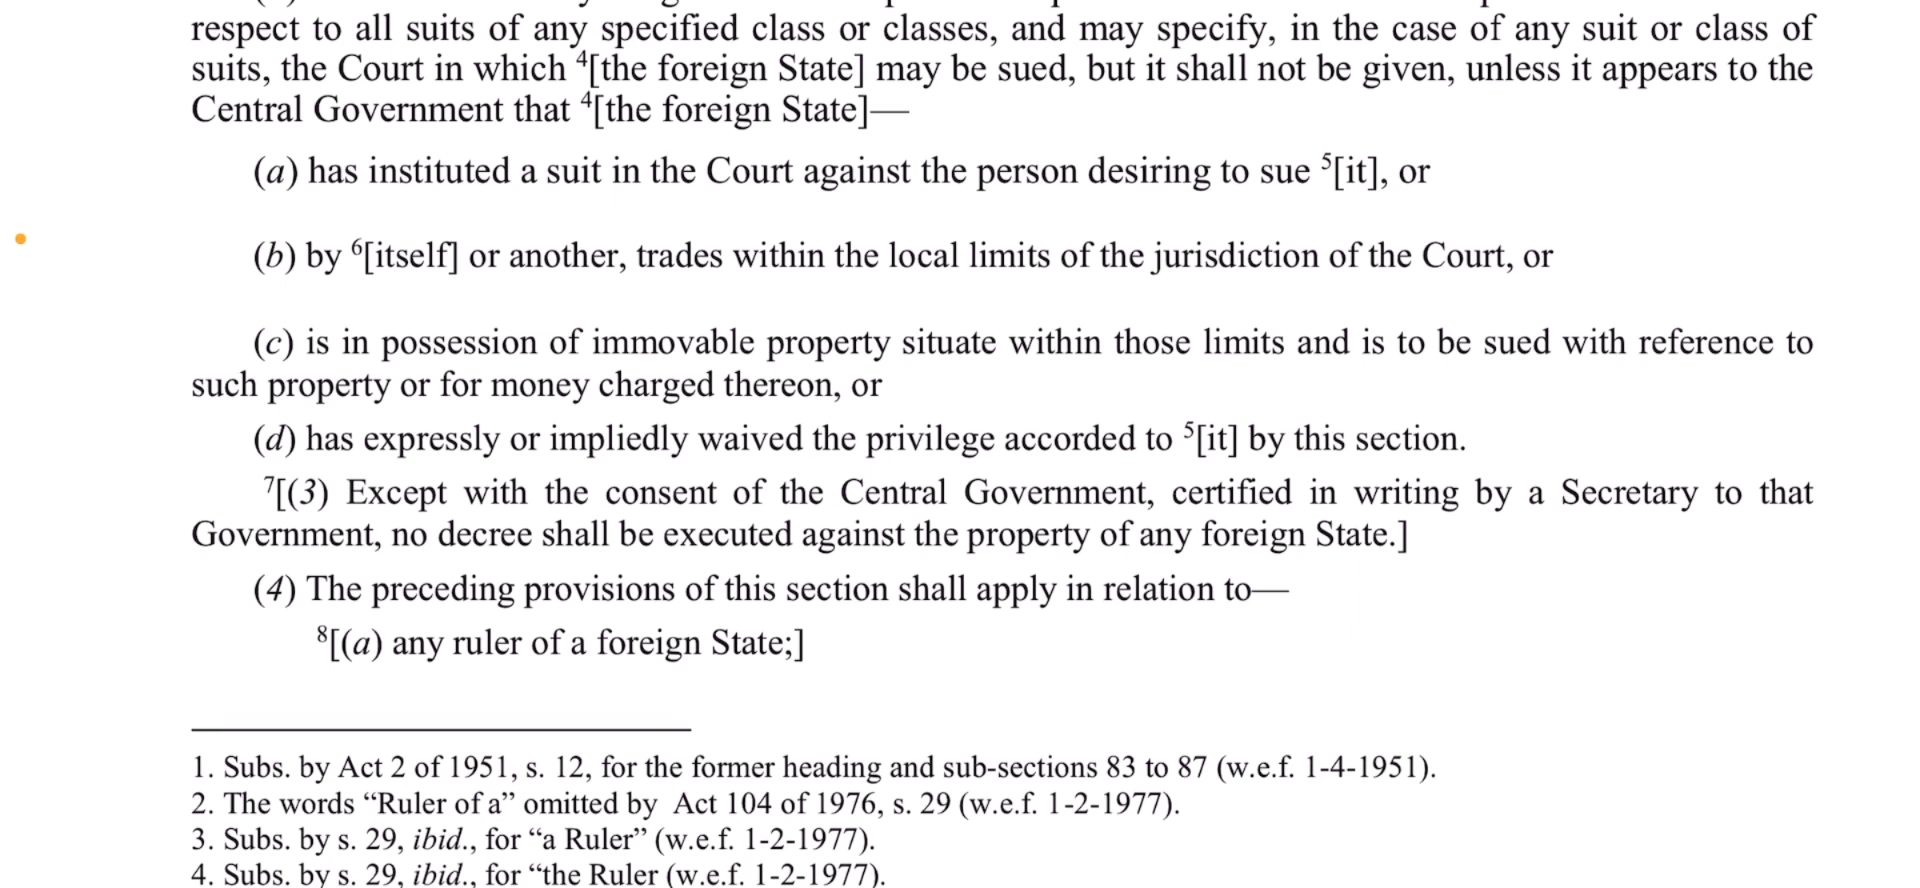 respect to all suits of any specified class or classes, and may specify, in the case of any suit or class of
suits, the Court in which 4[the foreign State] may be sued, but it shall not be given, unless it appears to the
Central Government that 4[the foreign State]—
(a) has instituted a suit in the Court against the person desiring to sue 5[it], or
(b) by 6[itself] or another, trades within the local limits of the jurisdiction of the Court, or
(c) is in possession of immovable property situate within those limits and is to be sued with reference to
such property or for money charged thereon, or
(d) has expressly or impliedly waived the privilege accorded to 5[it] by this section.
7[(3) Except with the consent of the Central Government, certified in writing by a Secretary to that
Government, no decree shall be executed against the property of any foreign State.]
(4) The preceding provisions of this section shall apply in relation to—
8[(a) any ruler of a foreign State;]
1. Subs. by Act 2 of 1951, s. 12, for the former heading and sub-sections 83 to 87 (w.e.f. 1-4-1951).
2. The words “Ruler of a” omitted by Act 104 of 1976, s. 29 (w.e.f. 1-2-1977).
3. Subs. by s. 29, ibid., for “a Ruler” (w.e.f. 1-2-1977).
4. Subs. by s. 29, ibid., for “the Ruler (w.e.f. 1-2-1977).